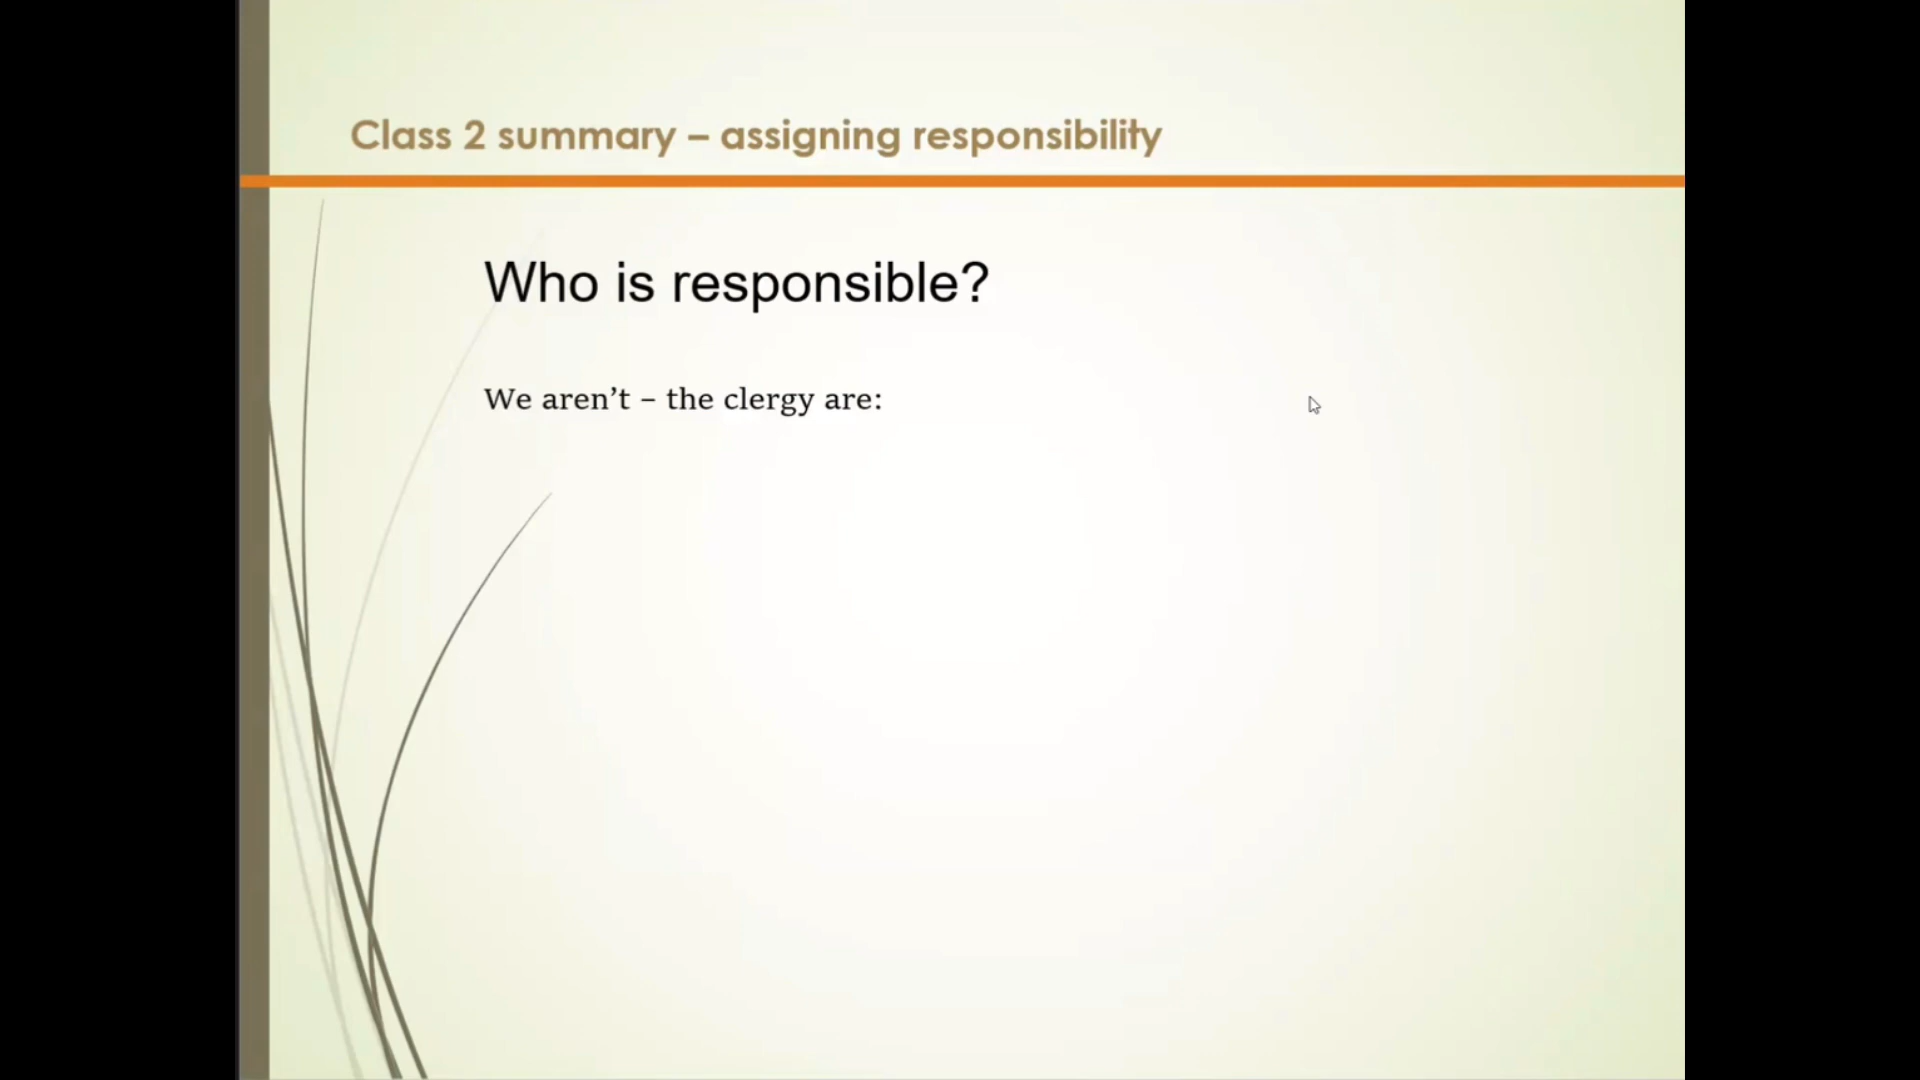 Class 2 summary – assigning responsibility
Who is responsible?
We aren’t – the clergy are: